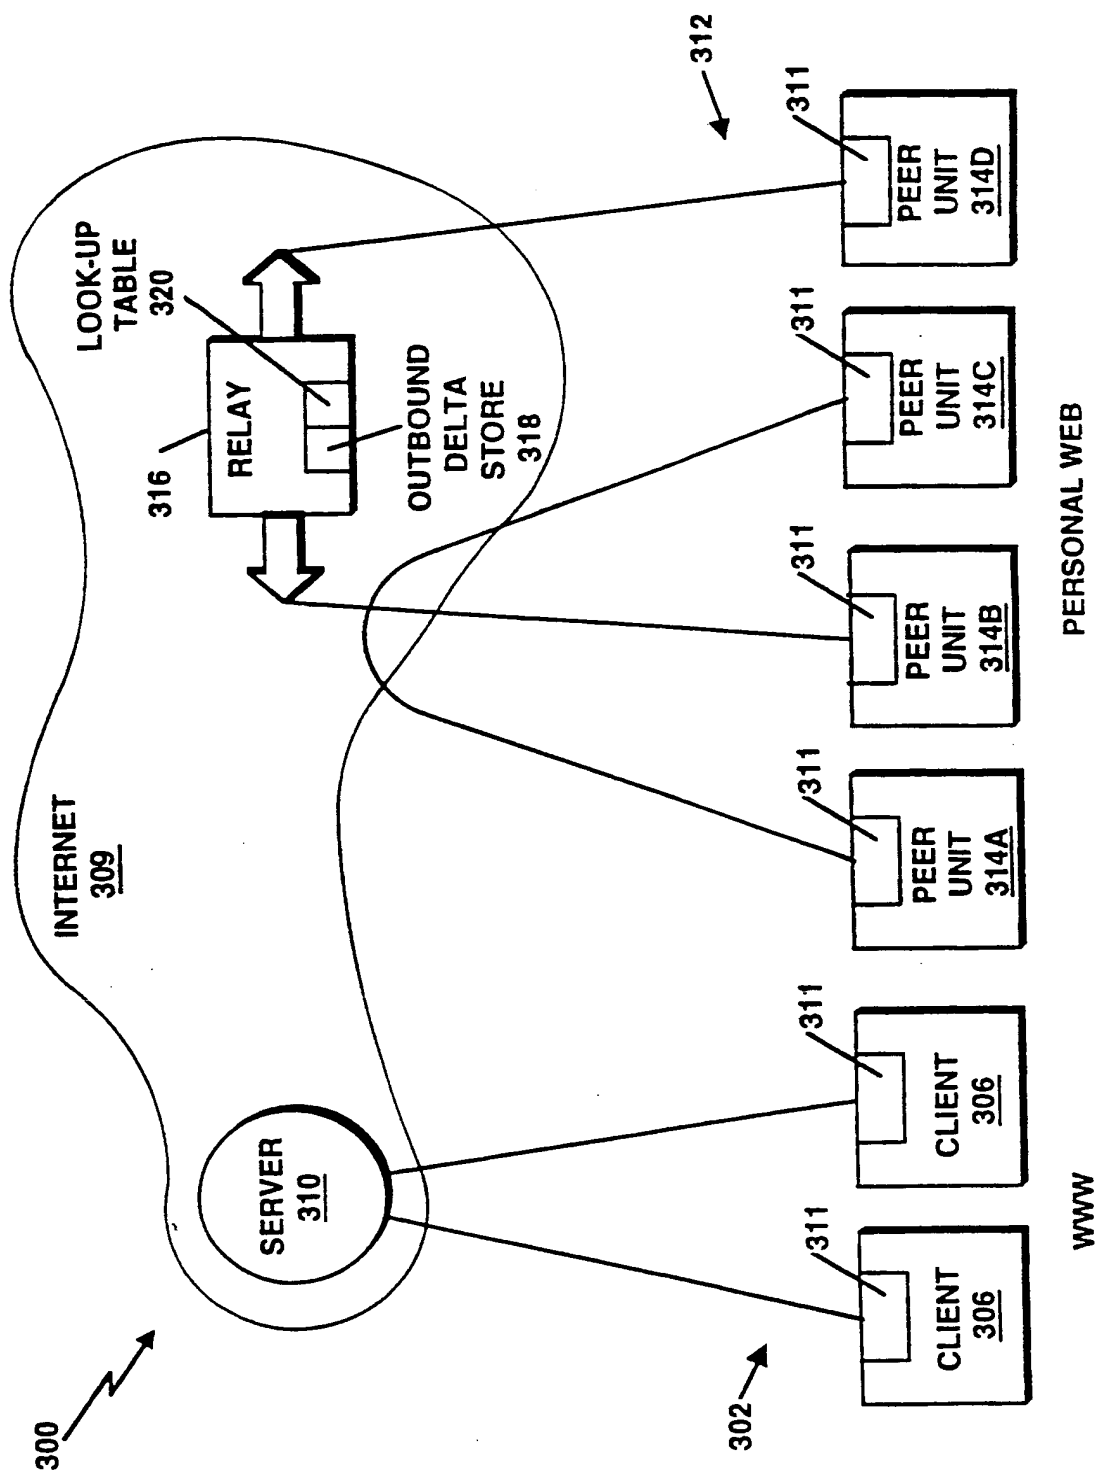 300
INTERNET
309
LOOK-UP
TABLE
320
316
RELAY
SERVER
310
OUTBOUND
DELTA
STORE
318
302
312
311
311
311
311
311
311
CLIENT
306
CLIENT
306
PEER
UNIT
314A
PEER
UNIT
314B
PEER
UNIT
314C
PEER
UNIT
314D
WWW
PERSONAL WEB